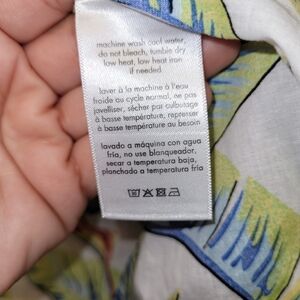 machine wash cool water,
do not bleach, tumble dry
low heat, low heat iron
if needed.
laver à la machine à l'eau
froide au cycle normal, ne pas
javelliser, sécher par culbutage
à basse température, represser
à basse température au besoin
lavado a máquina con agua
fría, no use blanqueador,
secar a temperatura baja,
planchado a temperatura fría